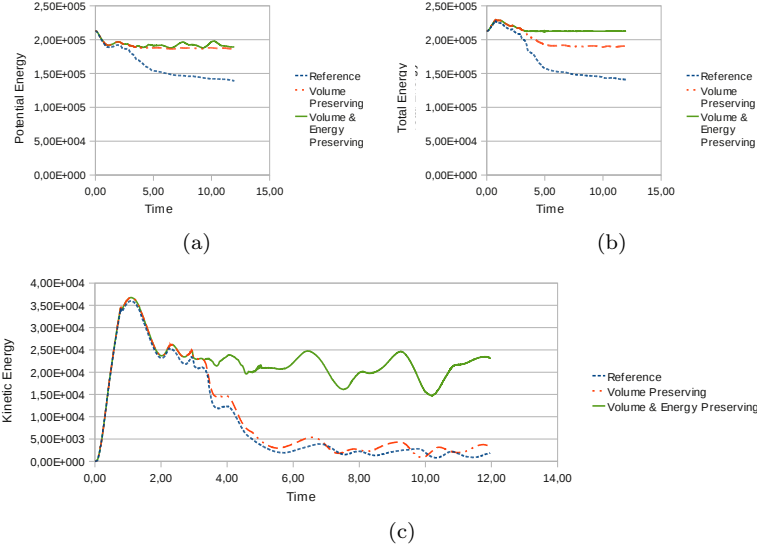 2,50E+005
2,00E+005
1,50E+005
1,00E+005
5,00E+004
0,00E+000
Potential Energy
0,00
5,00
10,00
15,00
Time
Reference
Volume
Preserving
Volume &
Energy
Preserving
(a)
2,50E+005
2,00E+005
1,50E+005
1,00E+005
5,00E+004
0,00E+000
Total Energy
0,00
5,00
10,00
15,00
Time
Reference
Volume
Preserving
Volume &
Energy
Preserving
(b)
4,00E+004
3,50E+004
3,00E+004
2,50E+004
2,00E+004
1,50E+004
1,00E+004
5,00E+003
0,00E+000
Kinetic Energy
0,00
2,00
4,00
6,00
8,00
10,00
12,00
14,00
Time
Reference
Volume Preserving
Volume & Energy Preserving
(c)